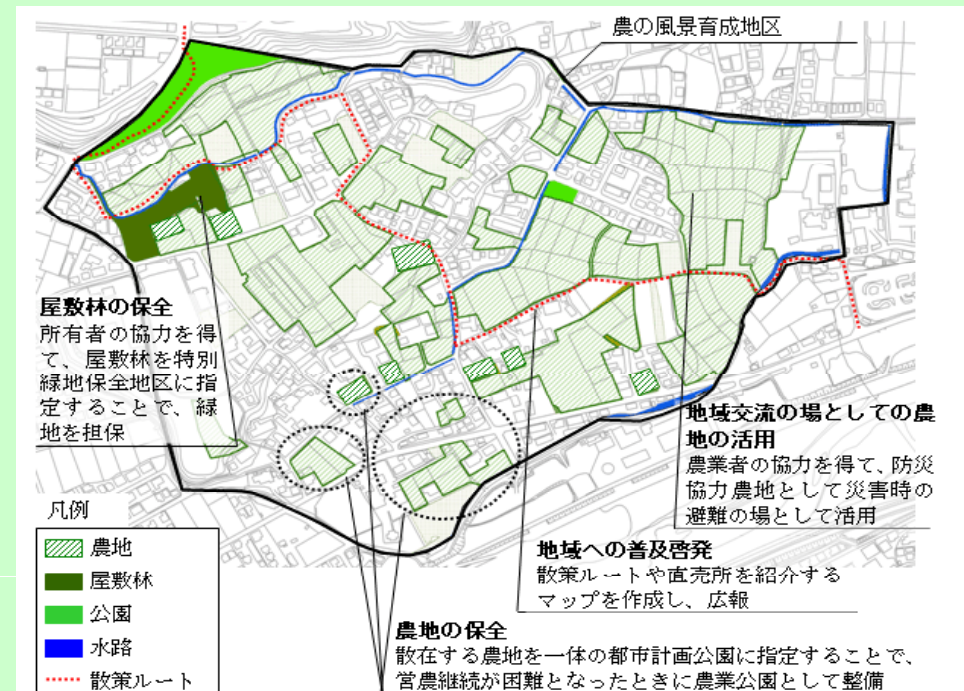 農の風景育成地区
屋敷林の保全
所有者の協力を得
て、屋敷林を特別
緑地保全地区に指
定することで、緑
地を担保
地域交流の場としての農
地の活用
農業者の協力を得て、防災
協力農地として災害時の
避難の場として活用
地域への普及啓発
散策ルートや直売所を紹介する
マップを作成し、広報
農地の保全
散在する農地を一体の都市計画公園に指定することで、
営農継続が困難となったときに農業公園として整備
凡例
農地
屋敷林
公園
水路
散策ルート